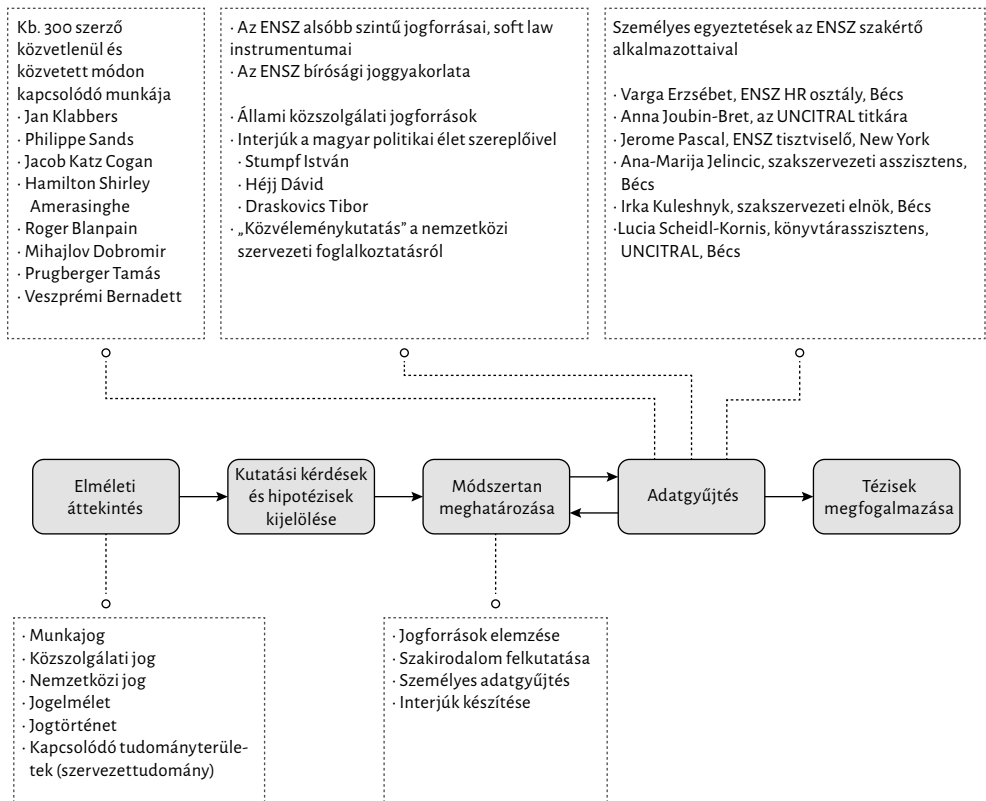 Kb. 300 szerző
közvetlenül és
közvetett módon
kapcsolódó munkája
· Jan Klabbers
· Philippe Sands
· Jacob Katz Cogan
· Hamilton Shirley
Amerasinghe
· Roger Blanpain
· Mihajlov Dobromir
· Prugberger Tamás
· Veszprémi Bernadett
· Az ENSZ alsóbb szintű jogforrásai, soft law
instrumentumai
· Az ENSZ bírósági joggyakorlata
· Állami közszolgálati jogforrások
· Interjúk a magyar politikai élet szereplőivel
· Stumpf István
· Héjj Dávid
· Draskovics Tibor
· „Közvéleménykutatás” a nemzetközi
szervezeti foglalkoztatásról
Személyes egyeztetések az ENSZ szakértő
alkalmazottaival
· Varga Erzsébet, ENSZ HR osztály, Bécs
· Anna Joubin-Bret, az UNCITRAL titkára
· Jerome Pascal, ENSZ tisztviselő, New York
· Ana-Marija Jelincic, szakszervezeti asszisztens,
Bécs
· Irka Kuleshnyk, szakszervezeti elnök, Bécs
·Lucia Scheidl-Kornis, könyvtárasszisztens,
UNCITRAL, Bécs
Elméleti
áttekintés
Kutatási kérdések
és hipotézisek
kijelölése
Módszertan
meghatározása
Adatgyűjtés
Tézisek
megfogalmazása
· Munkajog
· Közszolgálati jog
· Nemzetközi jog
· Jogelmélet
· Jogtörténet
· Kapcsolódó tudományterüle-
tek (szervezettudomány)
· Jogforrások elemzése
· Szakirodalom felkutatása
· Személyes adatgyűjtés
· Interjúk készítése